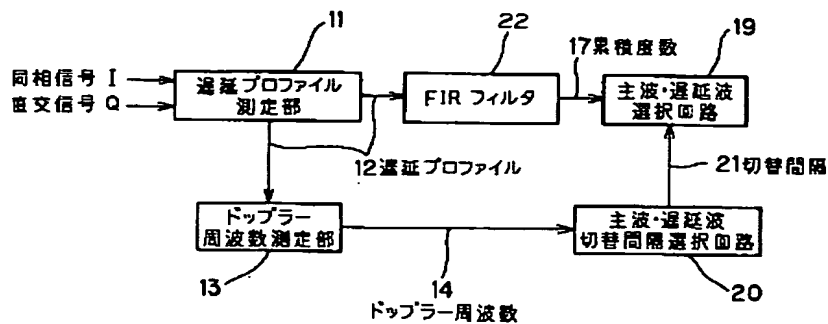 11
22
17累積度数
19
同相信号 I
直交信号 Q
遅延プロファイル
測定部
FIR フィルタ
主波・遅延波
選択回路
12遅延プロファイル
21切替間隔
ドップラー
周波数測定部
主波・遅延波
切替間隔選択回路
13
14
20
ドップラー周波数